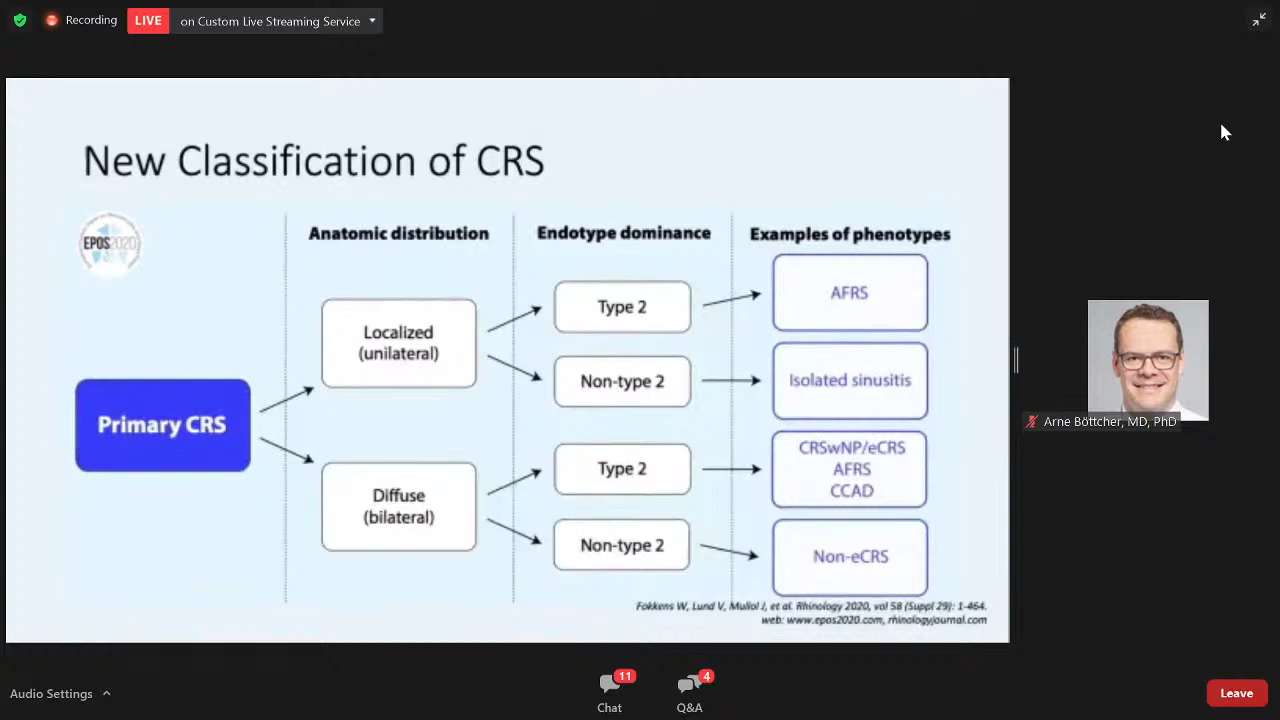 Recording
LIVE
on Custom Live Streaming Service
New Classification of CRS
EPOS2020
Anatomic distribution
Endotype dominance
Examples of phenotypes
Primary CRS
Localized
(unilateral)
Type 2
AFRS
Non-type 2
Isolated sinusitis
Diffuse
(bilateral)
Type 2
CRSwNP/eCRS
AFRS
CCAD
Non-type 2
Non-eCRS
Fokkens W, Lund V, Mullol J, et al. Rhinology 2020, vol 58 (Suppl 29): 1-464.
web: www.epos2020.com, rhinologyjournal.com
Arne Böttcher, MD, PhD
Audio Settings
11
Chat
4
Q&A
Leave